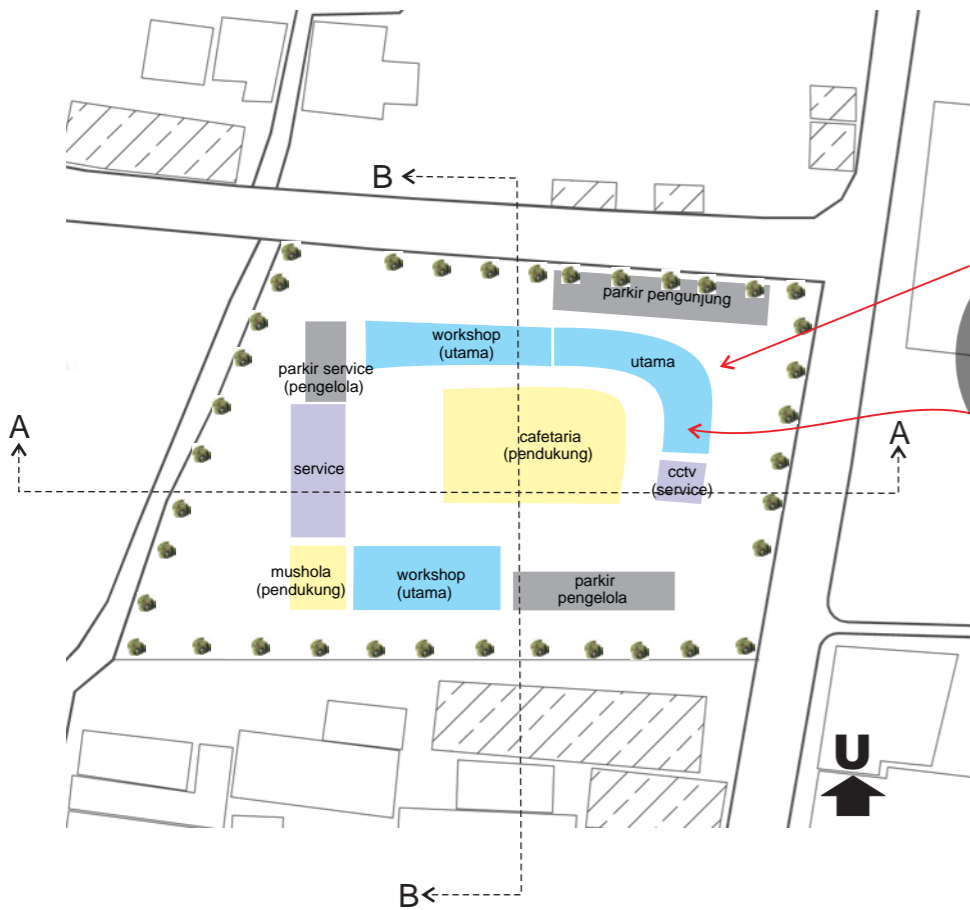 B
parkir pengunjung
workshop
(utama)
utama
parkir service
(pengelola)
A
cafetaria
(pendukung)
A
service
cctv
(service)
mushola
(pendukung)
workshop
(utama)
parkir
pengelola
U
B